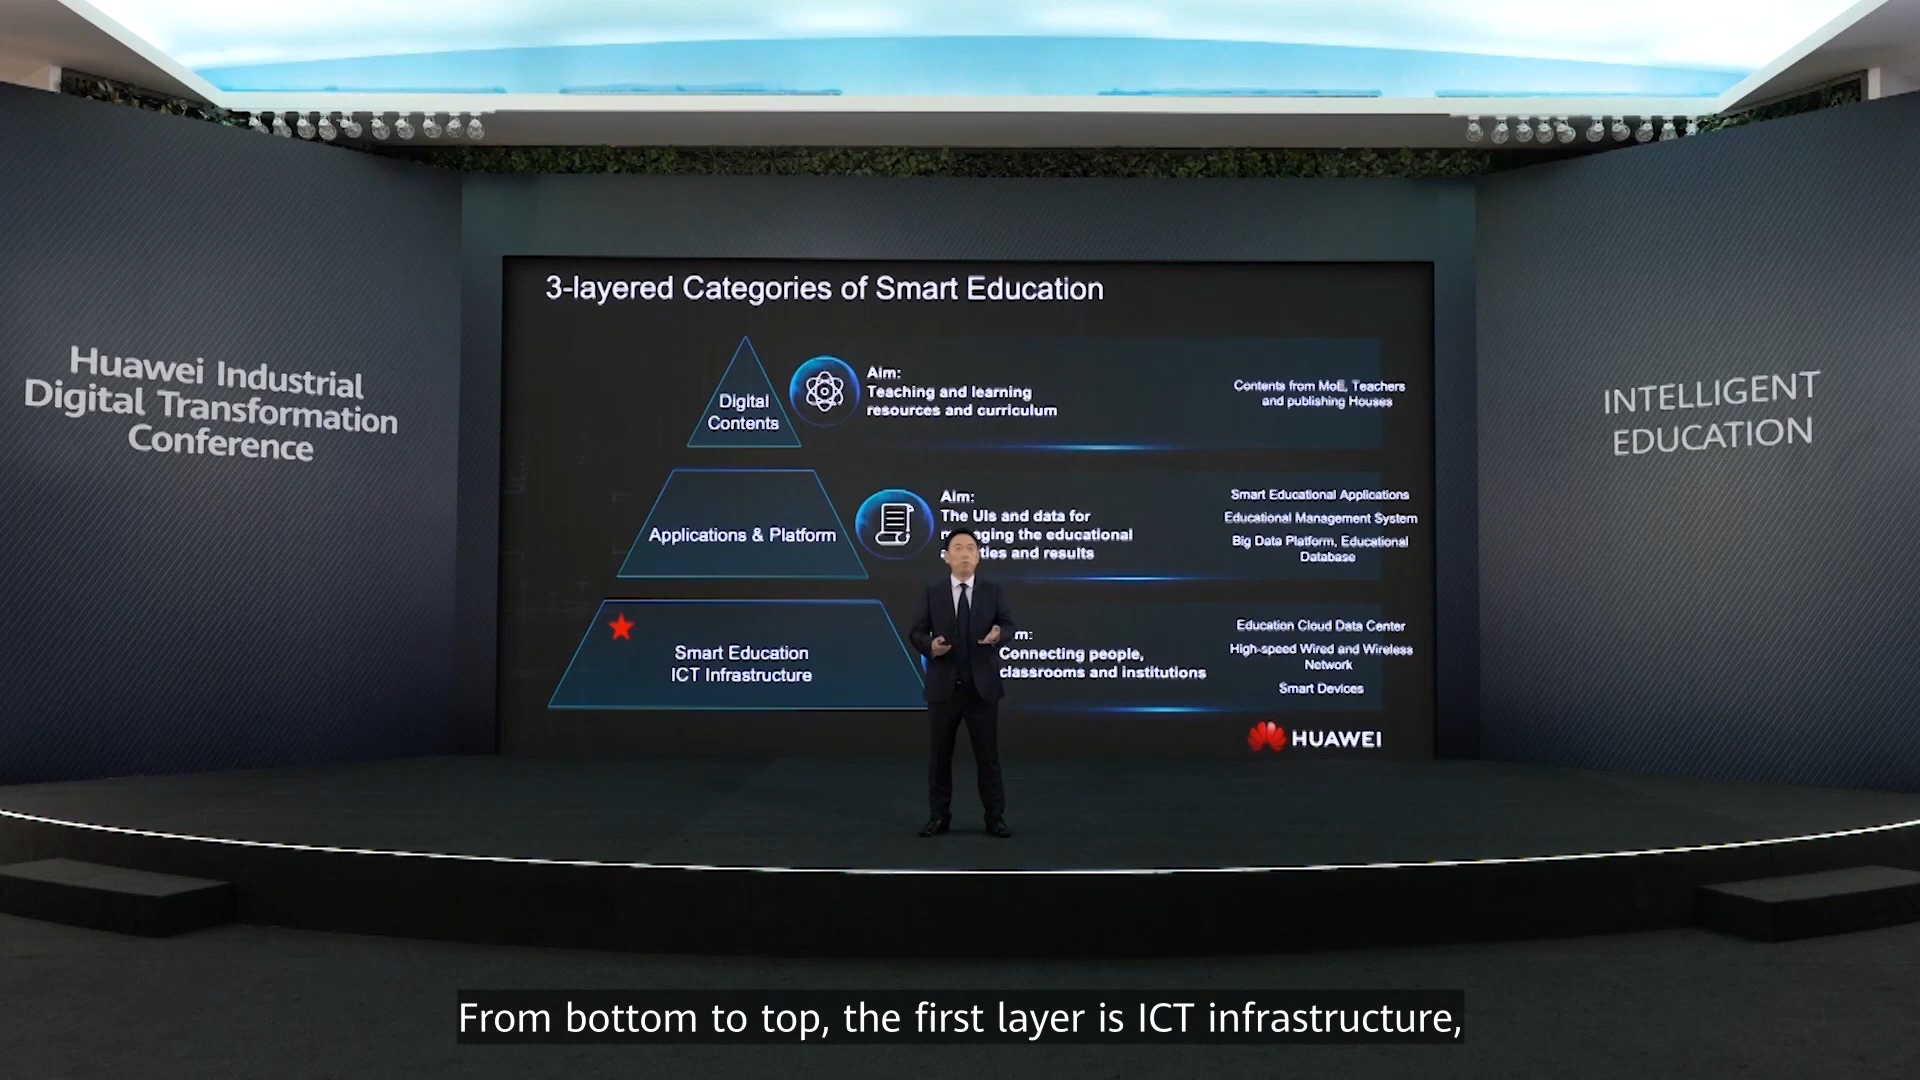 Huawei Industrial
Digital Transformation
Conference
3-layered Categories of Smart Education
Digital
Contents
Aim:
Teaching and learning
resources and curriculum
Contents from MoE, Teachers
and publishing Houses
Applications & Platform
Aim:
The UIs and data for
the educational
and results
Smart Educational Applications
Educational Management System
Big Data Platform, Educational
Database
Smart Education
ICT Infrastructure
Connecting people,
classrooms and institutions
Education Cloud Data Center
High-speed Wired and Wireless
Network
Smart Devices
HUAWEI
INTELLIGENT
EDUCATION
From bottom to top, the first layer is ICT infrastructure,